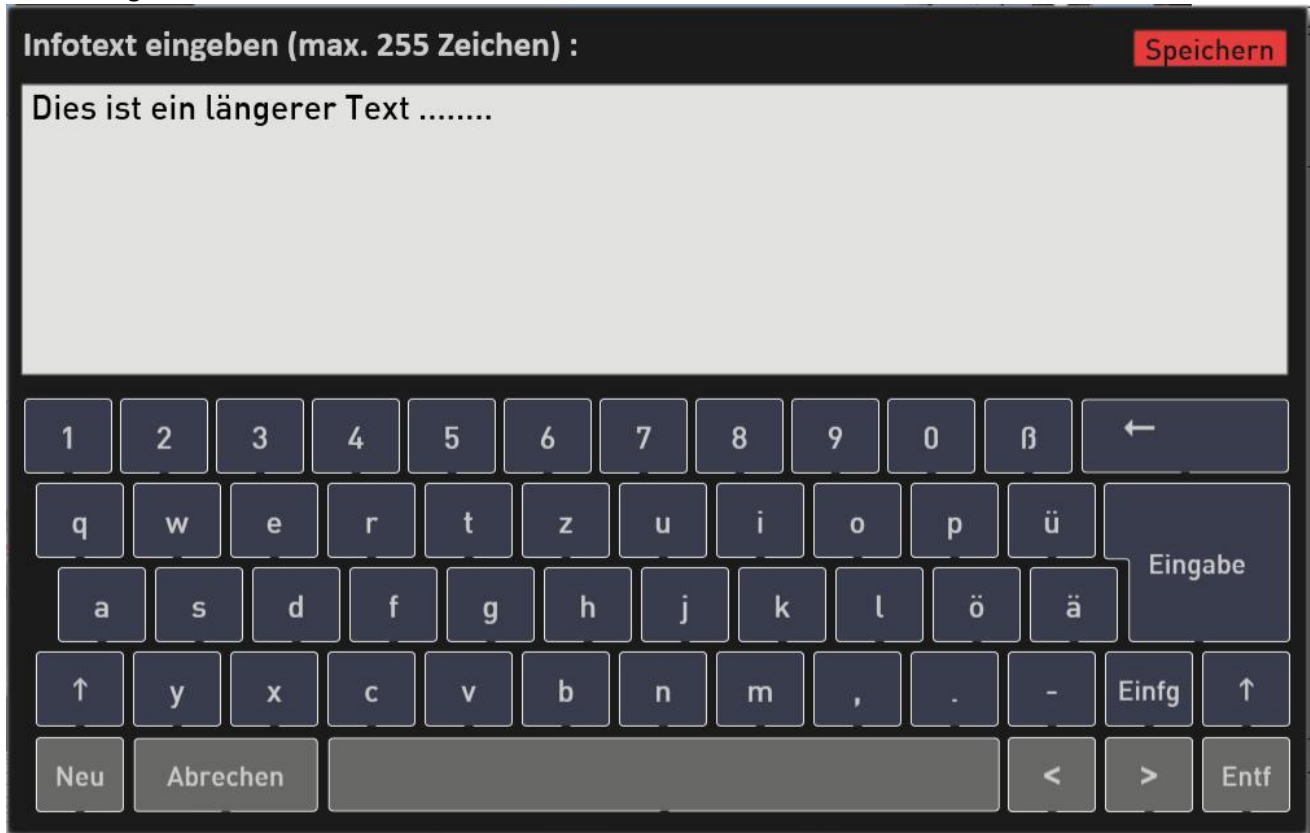 Infotext eingeben (max. 255 Zeichen) :
Speichern
Dies ist ein längerer Text ........
1 2 3 4 5 6 7 8 9 0 ß ←
q w e r t z u i o p ü
Eingabe
a s d f g h j k l ö ä
↑ y x c v b n m , . - Einfg ↑
Neu Abrechen < > Entf